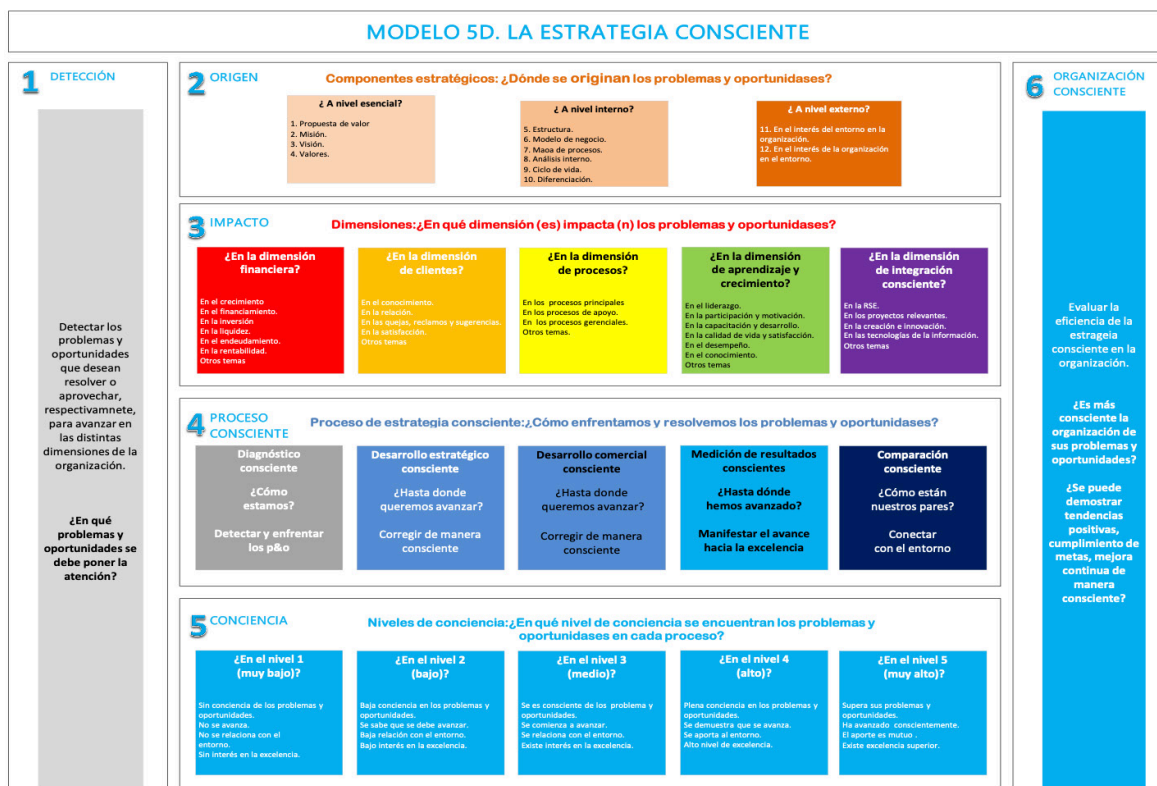 MODELO 5D. LA ESTRATEGIA CONSCIENTE
1 DETECCIÓN
Detectar los
problemas y
oportunidades
que desean
resolver o
aprovechar,
respectivamnete,
para avanzar en
las distintas
dimensiones de la
organización.
¿En qué
problemas y
oportunidades se
debe poner la
atención?
2 ORIGEN
Componentes estratégicos: ¿Dónde se originan los problemas y oportunidases?
¿ A nivel esencial?
1. Propuesta de valor
2. Misión.
3. Visión.
4. Valores.
¿ A nivel interno?
5. Estructura.
6. Modelo de negocio.
7. Maoa de procesos.
8. Análisis interno.
9. Ciclo de vida.
10. Diferenciación.
¿ A nivel externo?
11. En el interés del entorno en la
organización.
12. En el interés de la organización
en el entorno.
3 IMPACTO
Dimensiones:¿En qué dimensión (es) impacta (n) los problemas y oportunidases?
¿En la dimensión
financiera?
En el crecimiento
En el financiamiento.
En la inversión
En la liquidez.
En el endeudamiento.
En la rentabilidad.
Otros temas
¿En la dimensión
de clientes?
En el conocimiento.
En la relación.
En las quejas, reclamos y sugerencias.
En la satisfacción.
Otros temas
¿En la dimensión
de procesos?
En los procesos principales
En los procesos de apoyo.
En los procesos gerenciales.
Otros temas.
¿En la dimensión
de aprendizaje y
crecimiento?
En el liderazgo.
En la participación y motivación.
En la capacitación y desarrollo.
En la calidad de vida y satisfacción.
En el desempeño.
En el conocimiento.
Otros temas
¿En la dimensión
de integración
consciente?
En la RSE.
En los proyectos relevantes.
En la creación e innovación.
En las tecnologías de la información.
Otros temas
4 PROCESO
CONSCIENTE
Proceso de estrategia consciente:¿Cómo enfrentamos y resolvemos los problemas y oportunidades?
Diagnóstico
consciente
¿Cómo
estamos?
Detectar y enfrentar
los p&o
Desarrollo estratégico
consciente
¿Hasta donde
queremos avanzar?
Corregir de manera
consciente
Desarrollo comercial
consciente
¿Hasta donde
queremos avanzar?
Corregir de manera
consciente
Medición de resultados
conscientes
¿Hasta dónde
hemos avanzado?
Manifestar el avance
hacia la excelencia
Comparación
consciente
¿Cómo están
nuestros pares?
Conectar
con el entorno
5 CONCIENCIA
Niveles de conciencia:¿En qué nivel de conciencia se encuentran los problemas y
oportunidases en cada proceso?
¿En el nivel 1
(muy bajo)?
Sin conciencia de los problemas y
oportunidades.
No se avanza.
No se relaciona con el
entorno.
Sin interés en la excelencia.
¿En el nivel 2
(bajo)?
Baja conciencia en los problemas y
oportunidades.
Se sabe que se debe avanzar.
Baja relación con el entorno.
Bajo interés en la excelencia.
¿En el nivel 3
(medio)?
Se es consciente de los problema y
oportunidades.
Se comienza a avanzar.
Se relaciona con el entorno.
Existe interés en la excelencia.
¿En el nivel 4
(alto)?
Plena conciencia en los problemas y
oportunidades.
Se demuestra que se avanza.
Se aporta al entorno.
Alto nivel de excelencia.
¿En el nivel 5
(muy alto)?
Supera sus problemas y
oportunidades.
Ha avanzado conscientemente.
El aporte es mutuo .
Existe excelencia superior.
6 ORGANIZACIÓN
CONSCIENTE
Evaluar la
eficiencia de la
estrageia
consciente en la
organización.
¿Es más
consciente la
organización de
sus problemas y
oportunidades?
¿Se puede
demostrar
tendencias
positivas,
cumplimiento de
metas, mejora
continua de
manera
consciente?